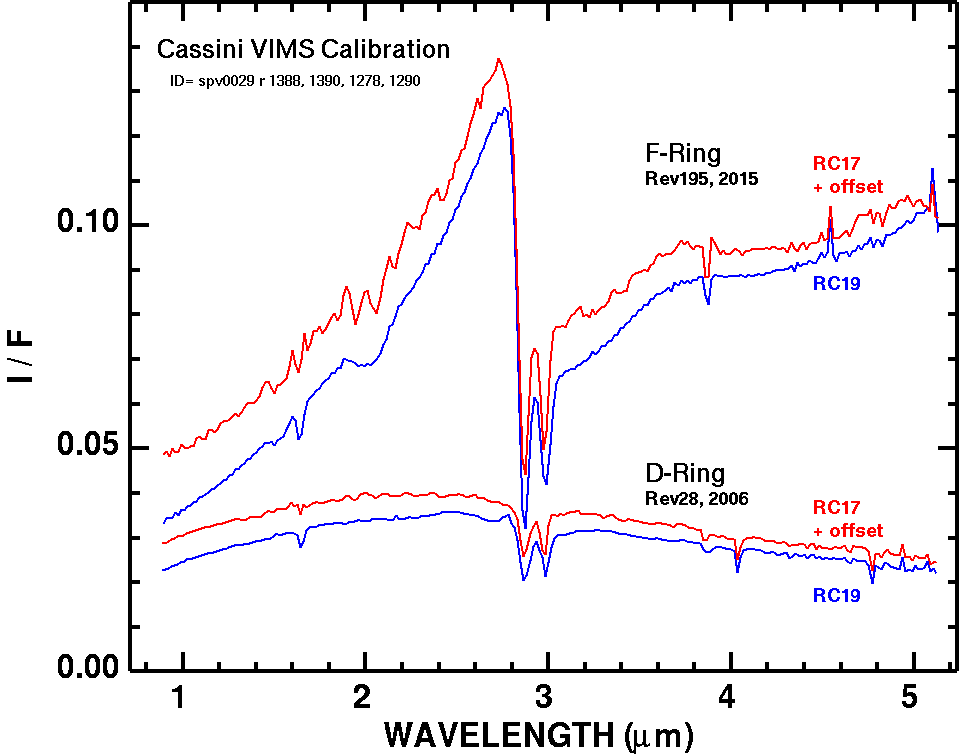 Cassini VIMS Calibration
ID= spv0029 r 1388, 1390, 1278, 1290
F-Ring
Rev195, 2015
RC17
+ offset
RC19
D-Ring
Rev28, 2006
RC17
+ offset
RC19
0.10
0.05
0.00
I / F
1 2 3 4 5
WAVELENGTH (μm)